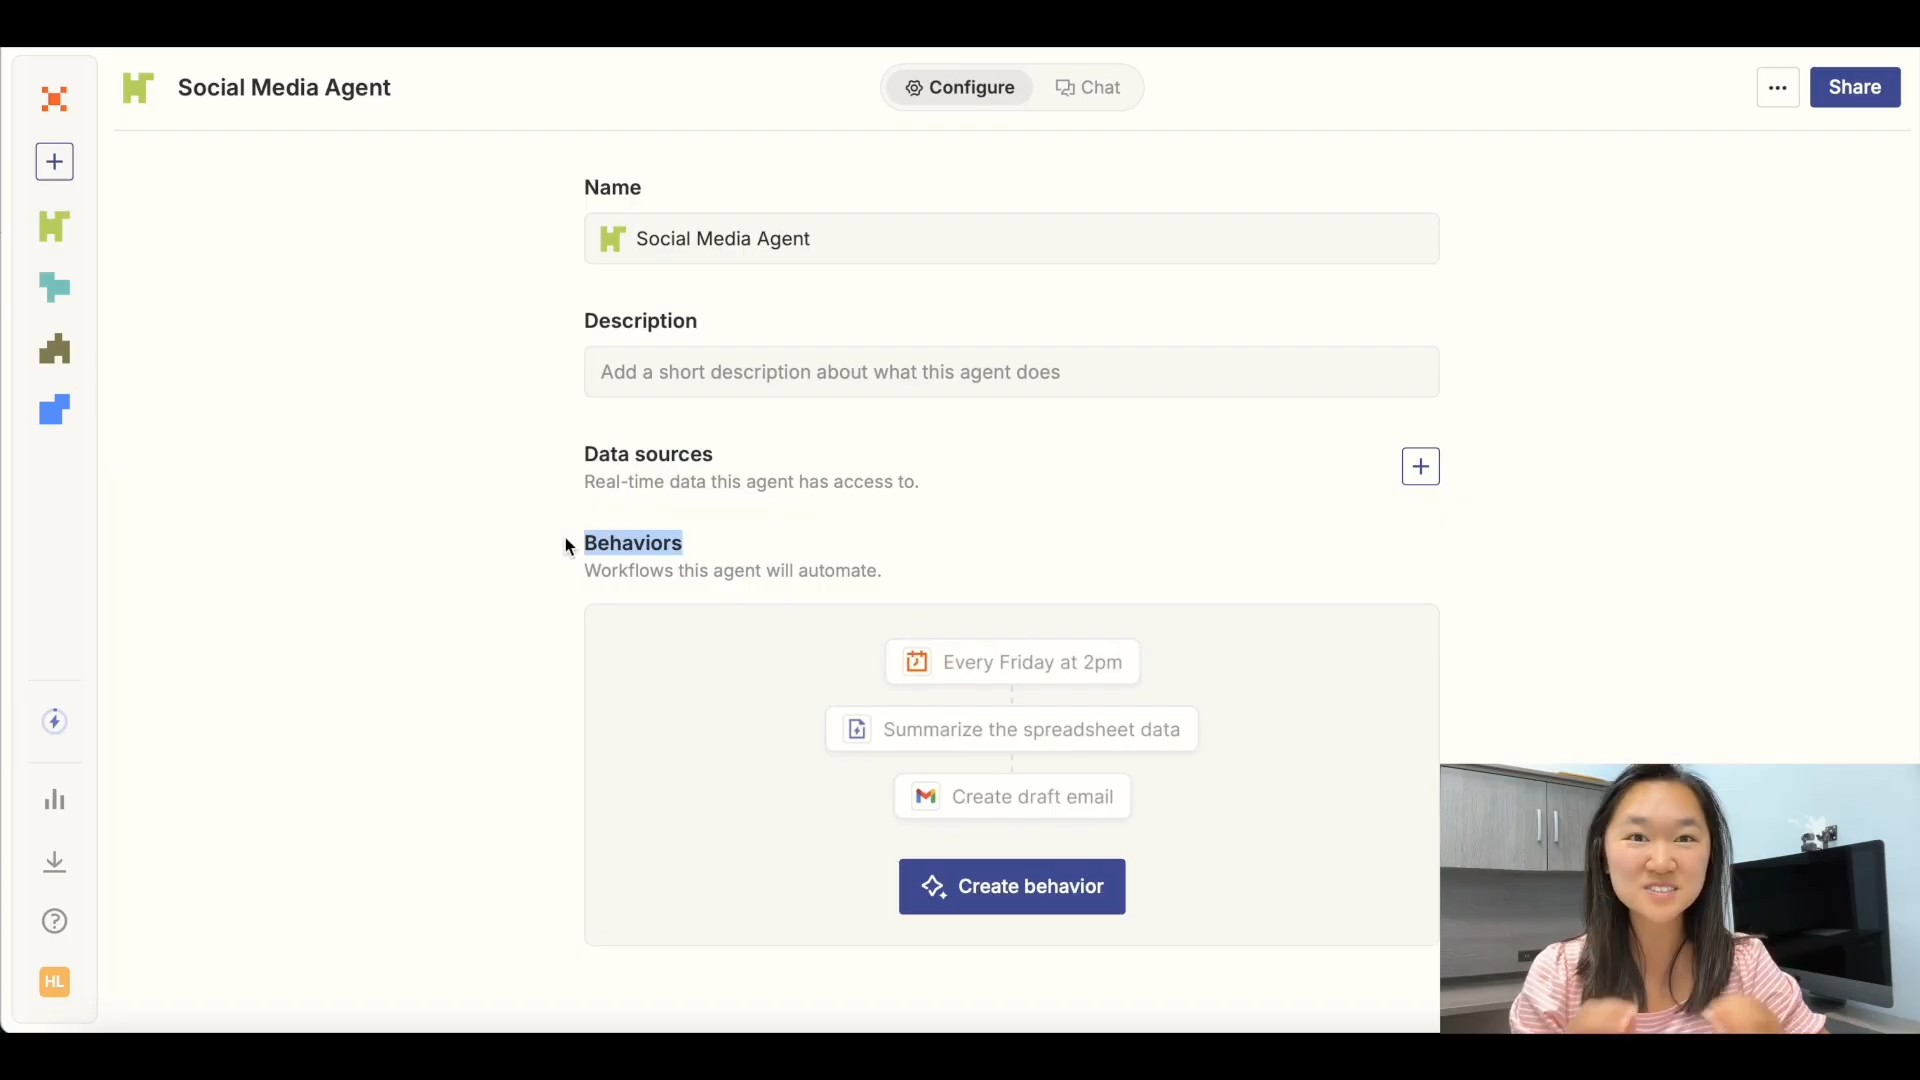 Social Media Agent
Configure
Chat
...
Share
Name
Social Media Agent
Description
Add a short description about what this agent does
Data sources
Real-time data this agent has access to.
Behaviors
Workflows this agent will automate.
Every Friday at 2pm
Summarize the spreadsheet data
Create draft email
Create behavior
HL